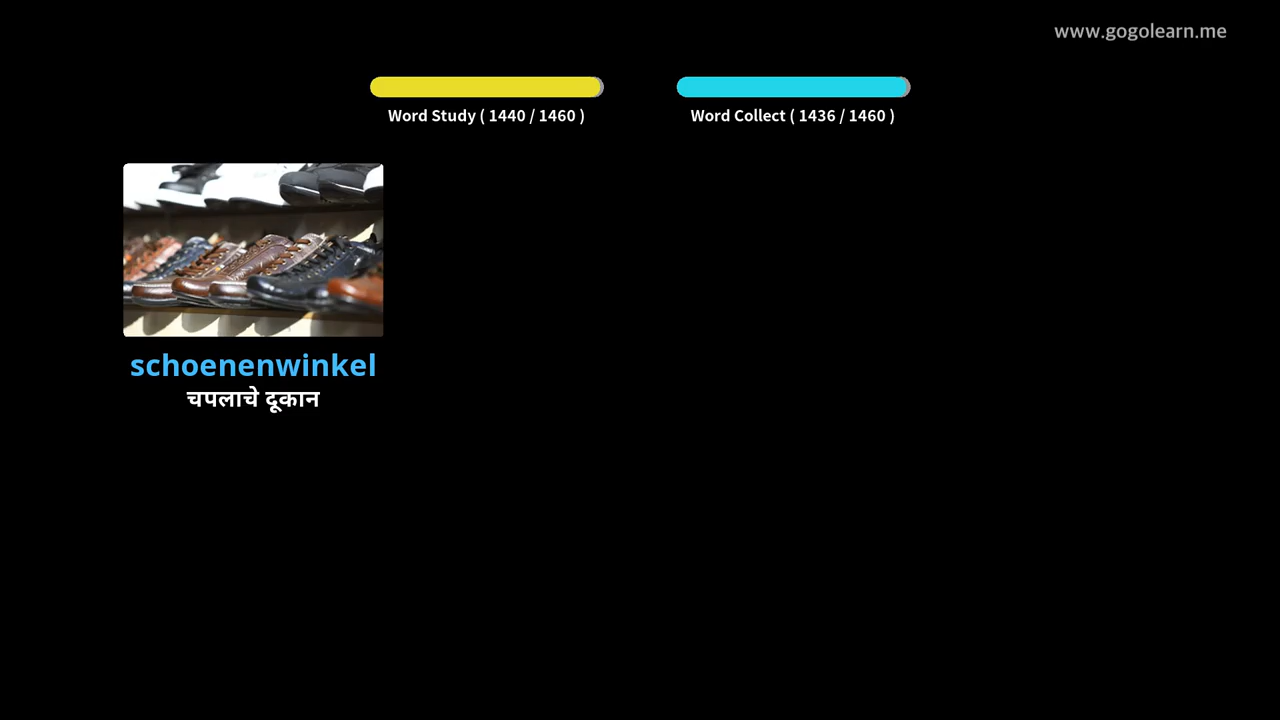 www.gogolearn.me
Word Study ( 1440 / 1460 )
Word Collect ( 1436 / 1460 )
schoenenwinkel
चपलाचे दूकान